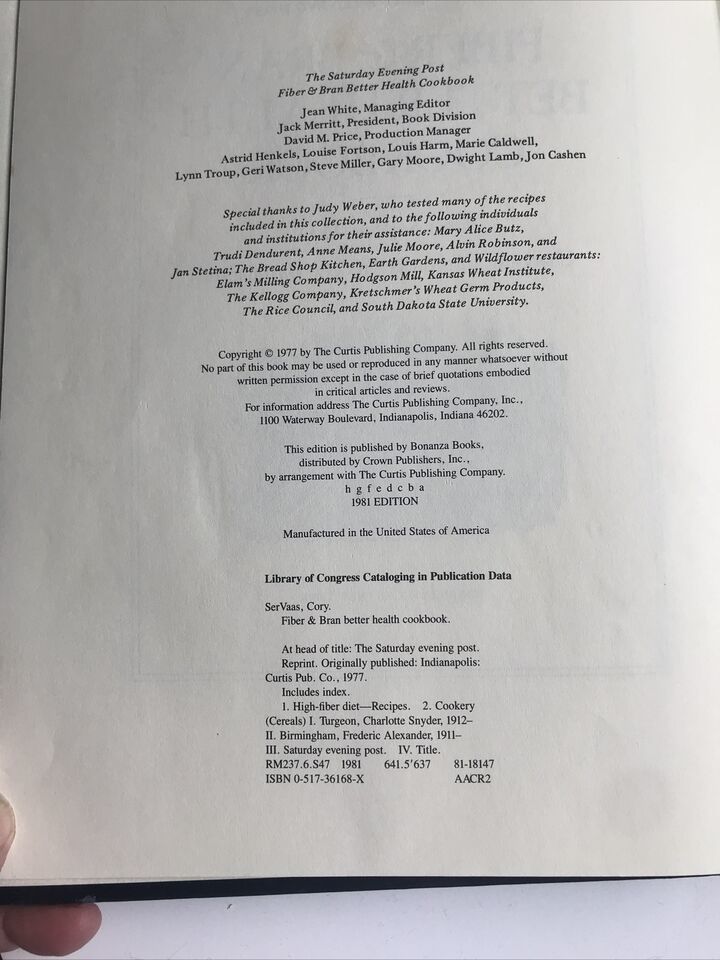 The Saturday Evening Post
Fiber & Bran Better Health Cookbook
Jean White, Managing Editor
Jack Merritt, President, Book Division
David M. Price, Production Manager
Astrid Henkels, Louise Fortson, Louis Harm, Marie Caldwell,
Lynn Troup, Geri Watson, Steve Miller, Gary Moore, Dwight Lamb, Jon Cashen
Special thanks to Judy Weber, who tested many of the recipes
included in this collection, and to the following individuals
and institutions for their assistance: Mary Alice Butz,
Trudi Dendurent, Anne Means, Julie Moore, Alvin Robinson, and
Jan Stetina; The Bread Shop Kitchen, Earth Gardens, and Wildflower restaurants:
Elam's Milling Company, Hodgson Mill, Kansas Wheat Institute,
The Kellogg Company, Kretschmer's Wheat Germ Products,
The Rice Council, and South Dakota State University.
Copyright © 1977 by The Curtis Publishing Company. All rights reserved.
No part of this book may be used or reproduced in any manner whatsoever without
written permission except in the case of brief quotations embodied
in critical articles and reviews.
For information address The Curtis Publishing Company, Inc.,
1100 Waterway Boulevard, Indianapolis, Indiana 46202.
This edition is published by Bonanza Books,
distributed by Crown Publishers, Inc.,
by arrangement with The Curtis Publishing Company.
h g f e d c b a
1981 EDITION
Manufactured in the United States of America
Library of Congress Cataloging in Publication Data
SerVaas, Cory.
Fiber & Bran better health cookbook.
At head of title: The Saturday evening post.
Reprint. Originally published: Indianapolis:
Curtis Pub. Co., 1977.
Includes index.
1. High-fiber diet—Recipes. 2. Cookery
(Cereals) I. Turgeon, Charlotte Snyder, 1912–
II. Birmingham, Frederic Alexander, 1911–
III. Saturday evening post. IV. Title.
RM237.6.S47 1981 641.5'637 81-18147
ISBN 0-517-36168-X AACR2